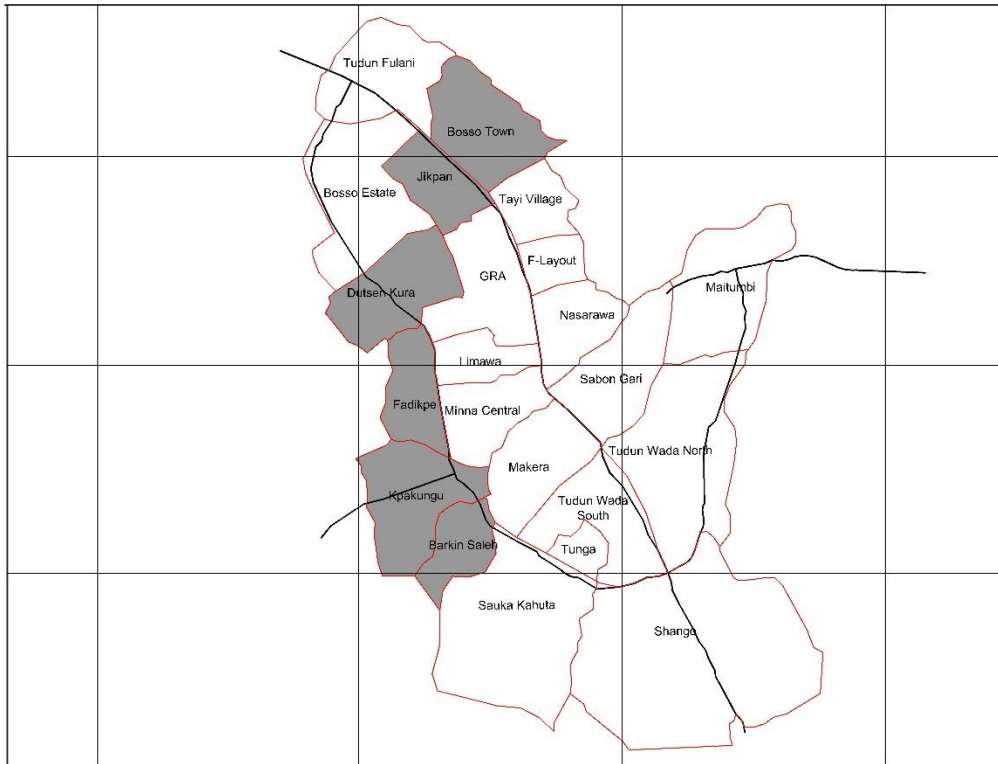 Tudun Fulani
Bosso Town
Jikpan
Bosso Estate
Tayi Village
F-Layout
GRA
Maitumbi
Dutsen Kura
Nasarawa
Limawa
Sabon Gari
Fadikpe
Minna Central
Tudun Wada North
Makera
Kpakungu
Tudun Wada
South
Barkin Saleh
Tunga
Sauka Kahuta
Shango